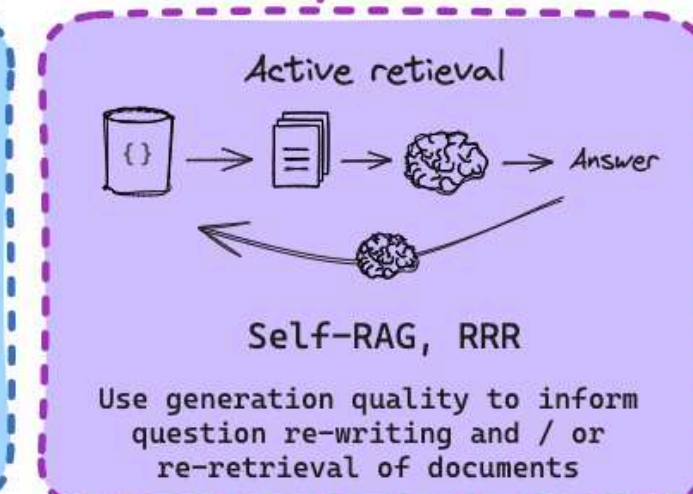 Active retieval
{}
Answer
Self-RAG, RRR
Use generation quality to inform
question re-writing and / or
re-retrieval of documents